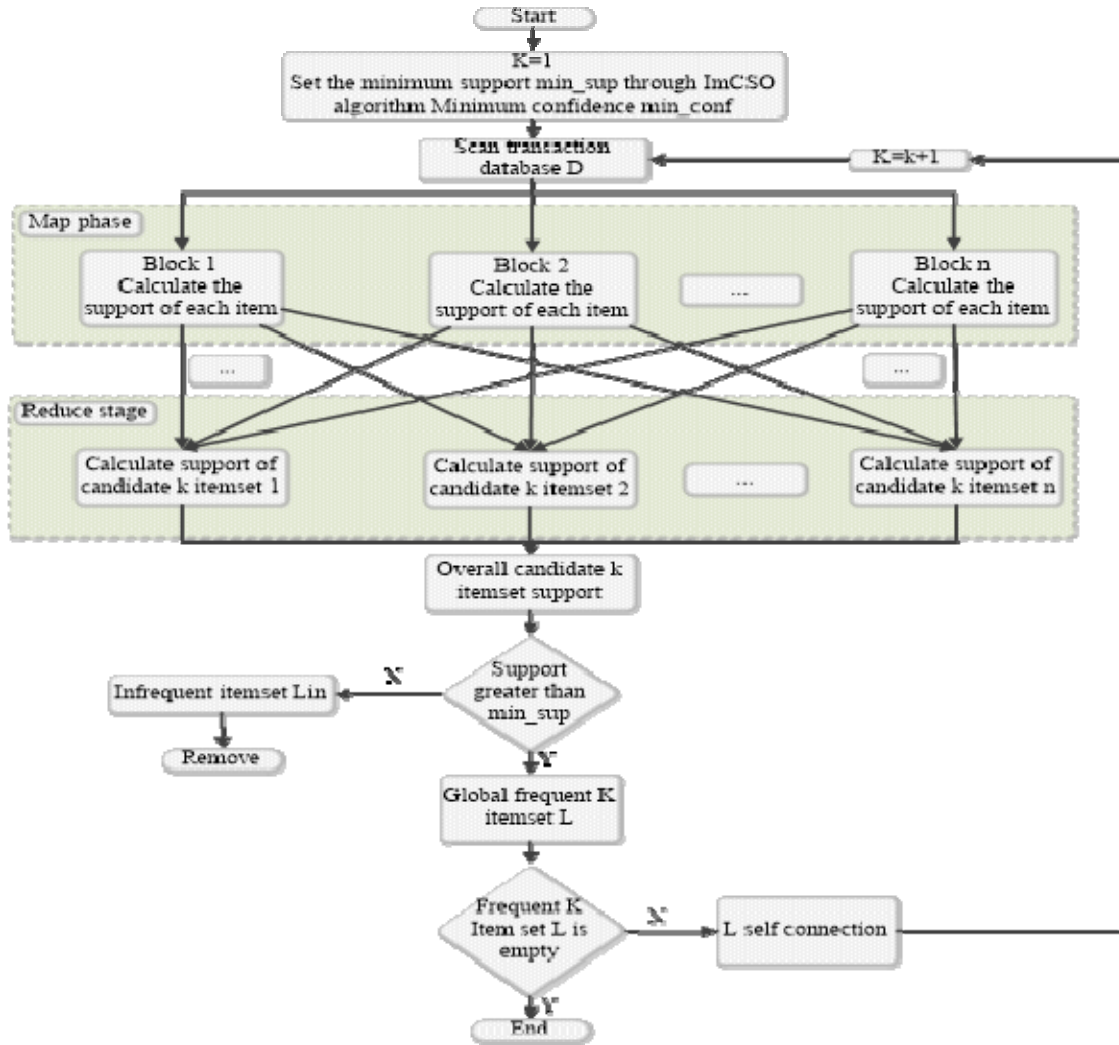 Start
K=1
Set the minimum support min_sup through ImCSO
algorithm Minimum confidence min_conf
Scan transaction
database D
K=k+1
Map phase
Block 1
Calculate the
support of each item
Block 2
Calculate the
support of each item
...
Block n
Calculate the
support of each item
...
...
Reduce stage
Calculate support of
candidate k itemset 1
Calculate support of
candidate k itemset 2
...
Calculate support of
candidate k itemset n
Overall candidate k
itemset support
Support
greater than
min_sup
N
Infrequent itemset Lin
Remove
Y
Global frequent K
itemset L
Frequent K
Item set L is
empty
N
L self connection
Y
End